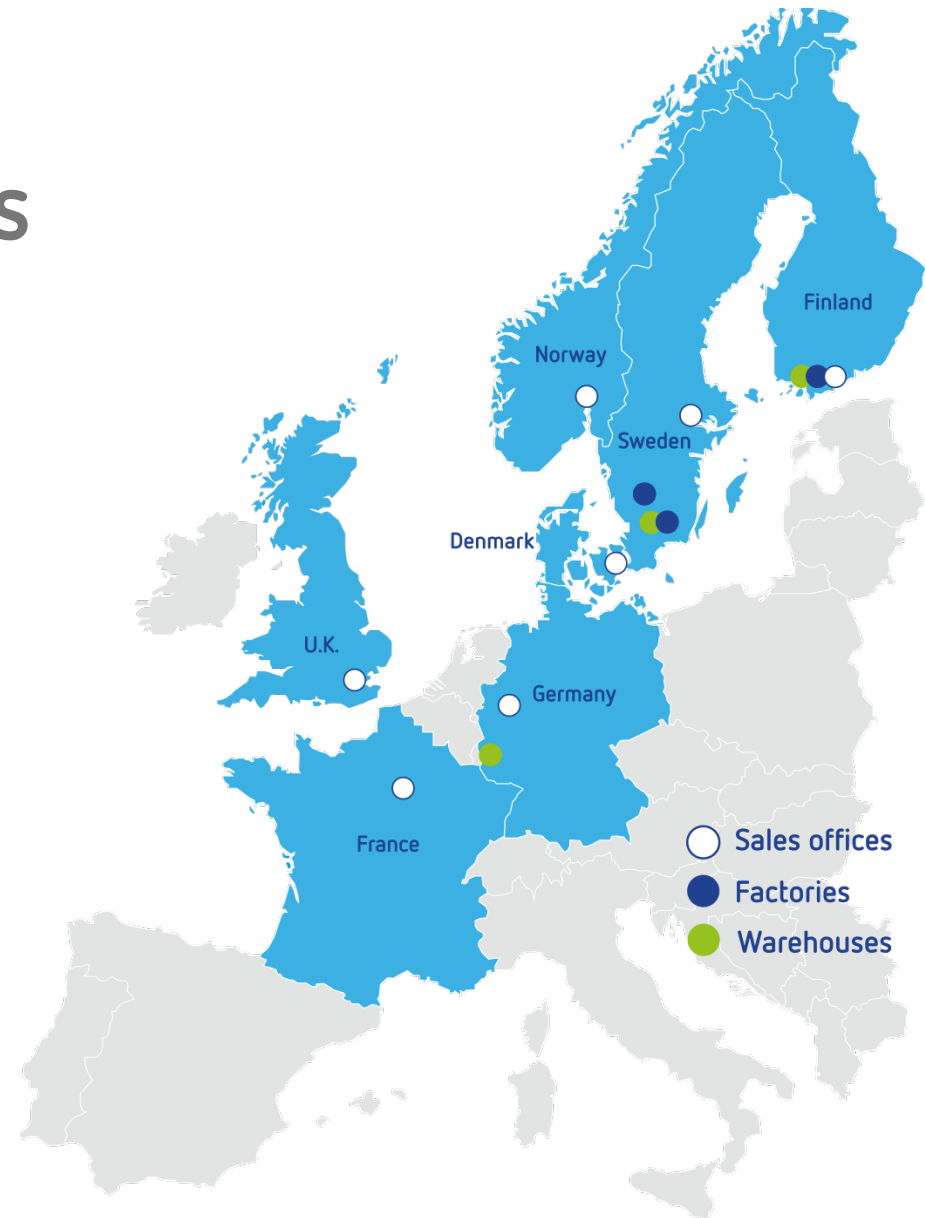 s
Finland
Norway
Sweden
Denmark
U.K.
Germany
France
Sales offices
Factories
Warehouses